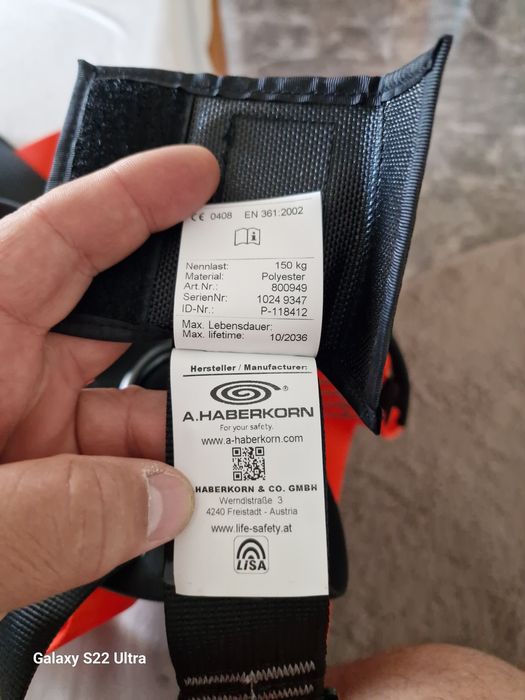 CE 0408 EN 361:2002
Nennlast: 150 kg
Material: Polyester
Art.Nr.: 800949
SerienNr: 1024 9347
ID-Nr.: P-118412
Max. Lebensdauer:
Max. lifetime: 10/2036
Hersteller / Manufacturer:
®
A.HABERKORN
For your safety.
www.a-haberkorn.com
HABERKORN & CO. GMBH
Werndlstraße 3
4240 Freistadt - Austria
www.life-safety.at
LiSA
Galaxy S22 Ultra